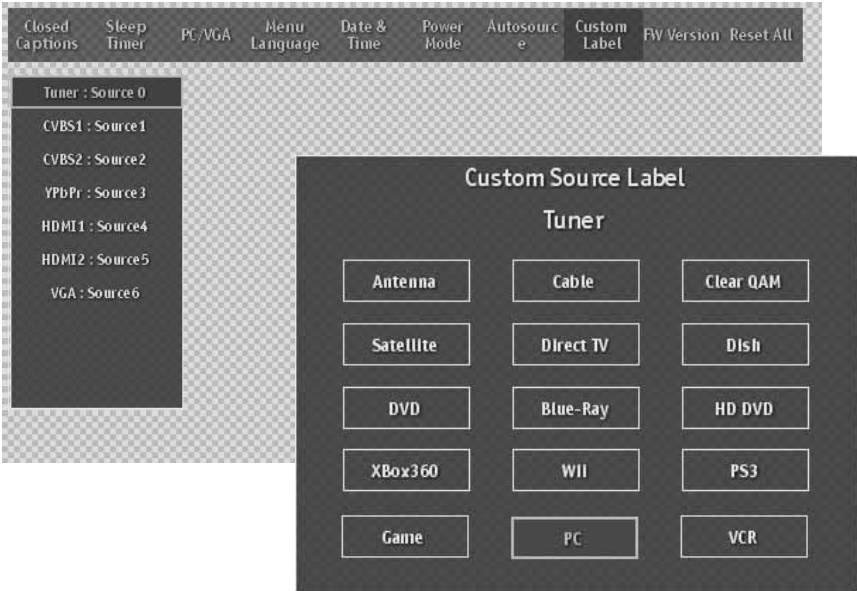 Closed Captions Sleep Timer PC/VGA Menu Language Date & Time Power Mode Autosourc e Custom Label FW Version Reset All
Tuner : Source 0
CVBS1 : Source1
CVBS2 : Source2
YPbPr : Source3
HDMI1 : Source4
HDMI2 : Source5
VGA : Source6
Custom Source Label
Tuner
Antenna Cable Clear QAM
Satellite Direct TV Dish
DVD Blue-Ray HD DVD
XBox360 WII PS3
Game PC VCR